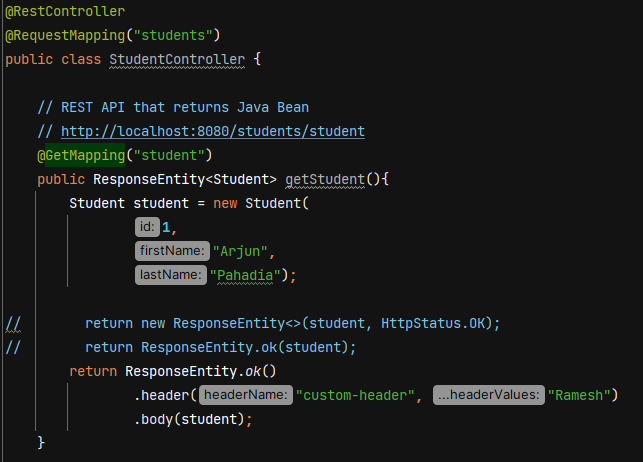 @RestController
@RequestMapping("students")
public class StudentController {
// REST API that returns Java Bean
// http://localhost:8080/students/student
@GetMapping("student")
public ResponseEntity<Student> getStudent(){
Student student = new Student(
id: 1,
firstName: "Arjun",
lastName: "Pahadia");
// return new ResponseEntity<>(student, HttpStatus.OK);
// return ResponseEntity.ok(student);
return ResponseEntity.ok()
.header( headerName: "custom-header", ...headerValues: "Ramesh")
.body(student);
}